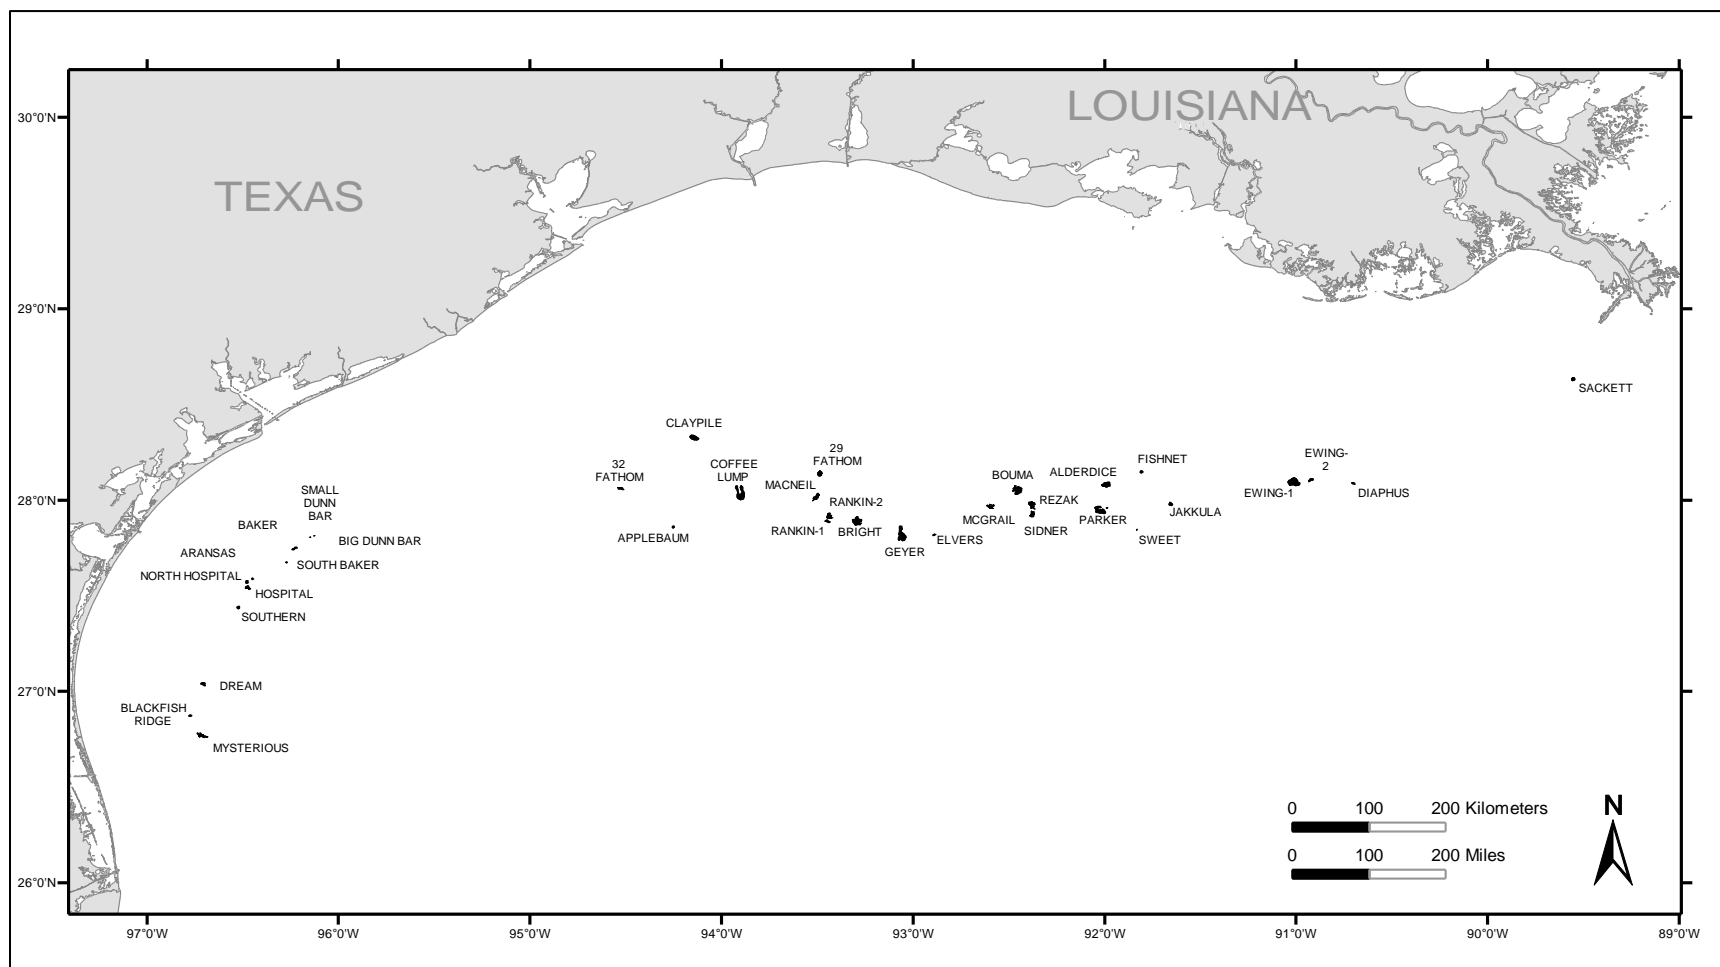 LOUISIANA
30°0'N
TEXAS
29°0'N
SACKETT
CLAYPILE
29
FATHOM
EWING-
2
32
FATHOM
COFFEE
LUMP
FISHNET
BOUMA
ALDERDICE
MACNEIL
EWING-1
DIAPHUS
28°0'N
SMALL
DUNN
BAR
RANKIN-2
REZAK
JAKKULA
BAKER
MCGRAIL
PARKER
RANKIN-1
BRIGHT
SIDNER
APPLEBAUM
ELVERS
SWEET
BIG DUNN BAR
GEYER
ARANSAS
SOUTH BAKER
NORTH HOSPITAL
HOSPITAL
SOUTHERN
27°0'N
DREAM
BLACKFISH
RIDGE
MYSTERIOUS
0 100 200 Kilometers
N
0 100 200 Miles
26°0'N
97°0'W 96°0'W 95°0'W 94°0'W 93°0'W 92°0'W 91°0'W 90°0'W 89°0'W